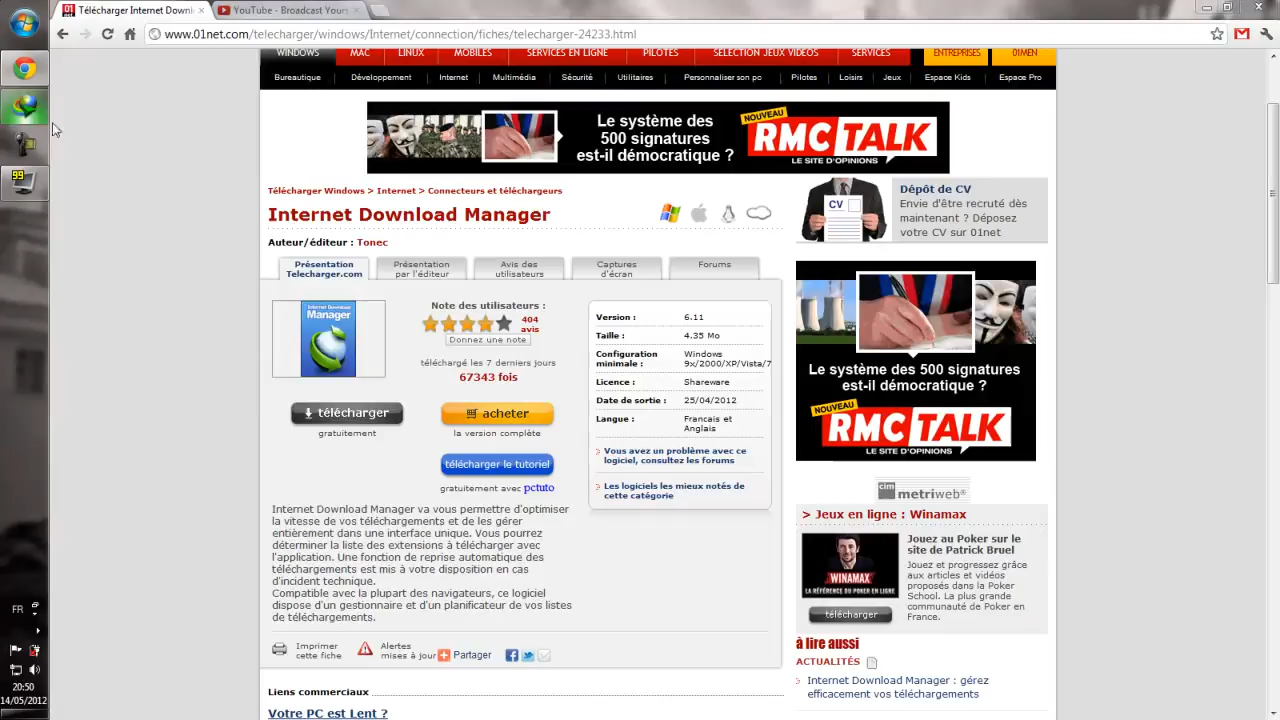 Télécharger Internet Downl
YouTube - Broadcast Yours
www.01net.com/telecharger/windows/Internet/connection/fiches/telecharger-24233.html
WINDOWS MAC LINUX MOBILES SERVICES EN LIGNE PILOTES SELECTION JEUX VIDEOS SERVICES ENTREPRISES 01MEN
Bureautique Développement Internet Multimédia Sécurité Utilitaires Personnaliser son pc Pilotes Loisirs Jeux Espace Kids Espace Pro
Le système des
500 signatures
est-il démocratique ?
NOUVEAU
RMC TALK
LE SITE D'OPINIONS
Télécharger Windows > Internet > Connecteurs et téléchargeurs
Internet Download Manager
Auteur/éditeur : Tonec
Présentation
Telecharger.com
Présentation
par l'éditeur
Avis des
utilisateurs
Captures
d'écran
Forums
Internet Download
Manager
Note des utilisateurs :
404
avis
Donnez une note
téléchargé les 7 derniers jours
67343 fois
télécharger
gratuitement
acheter
la version complète
télécharger le tutoriel
gratuitement avec pctuto
Version : 6.11
Taille : 4.35 Mo
Configuration
minimale :
Windows
9x/2000/XP/Vista/7
Licence : Shareware
Date de sortie : 25/04/2012
Langue : Francais et
Anglais
Vous avez un problème avec ce
logiciel, consultez les forums
Les logiciels les mieux notés de
cette catégorie
Internet Download Manager va vous permettre d'optimiser
la vitesse de vos téléchargements et de les gérer
entièrement dans une interface unique. Vous pourrez
déterminer la liste des extensions à télécharger avec
l'application. Une fonction de reprise automatique des
téléchargements est mis à votre disposition en cas
d'incident technique.
Compatible avec la plupart des navigateurs, ce logiciel
dispose d'un gestionnaire et d'un planificateur de vos listes
de téléchargements.
Imprimer
cette fiche
Alertes
mises à jour
Partager
Liens commerciaux
Votre PC est Lent ?
CV
Dépôt de CV
Envie d'être recruté dès
maintenant ? Déposez
votre CV sur 01net
Le système des 500 signatures
est-il démocratique ?
NOUVEAU
RMC TALK
LE SITE D'OPINIONS
cim metriweb®
> Jeux en ligne : Winamax
WINAMAX
LA RÉFÉRENCE DU POKER EN LIGNE
télécharger
Jouez au Poker sur le
site de Patrick Bruel
Jouez et progressez grâce
aux articles et vidéos
proposés dans la Poker
School. La plus grande
communauté de Poker en
France.
à lire aussi
ACTUALITÉS
Internet Download Manager : gérez
efficacement vos téléchargements
99
FR
20:50
14/05/2012